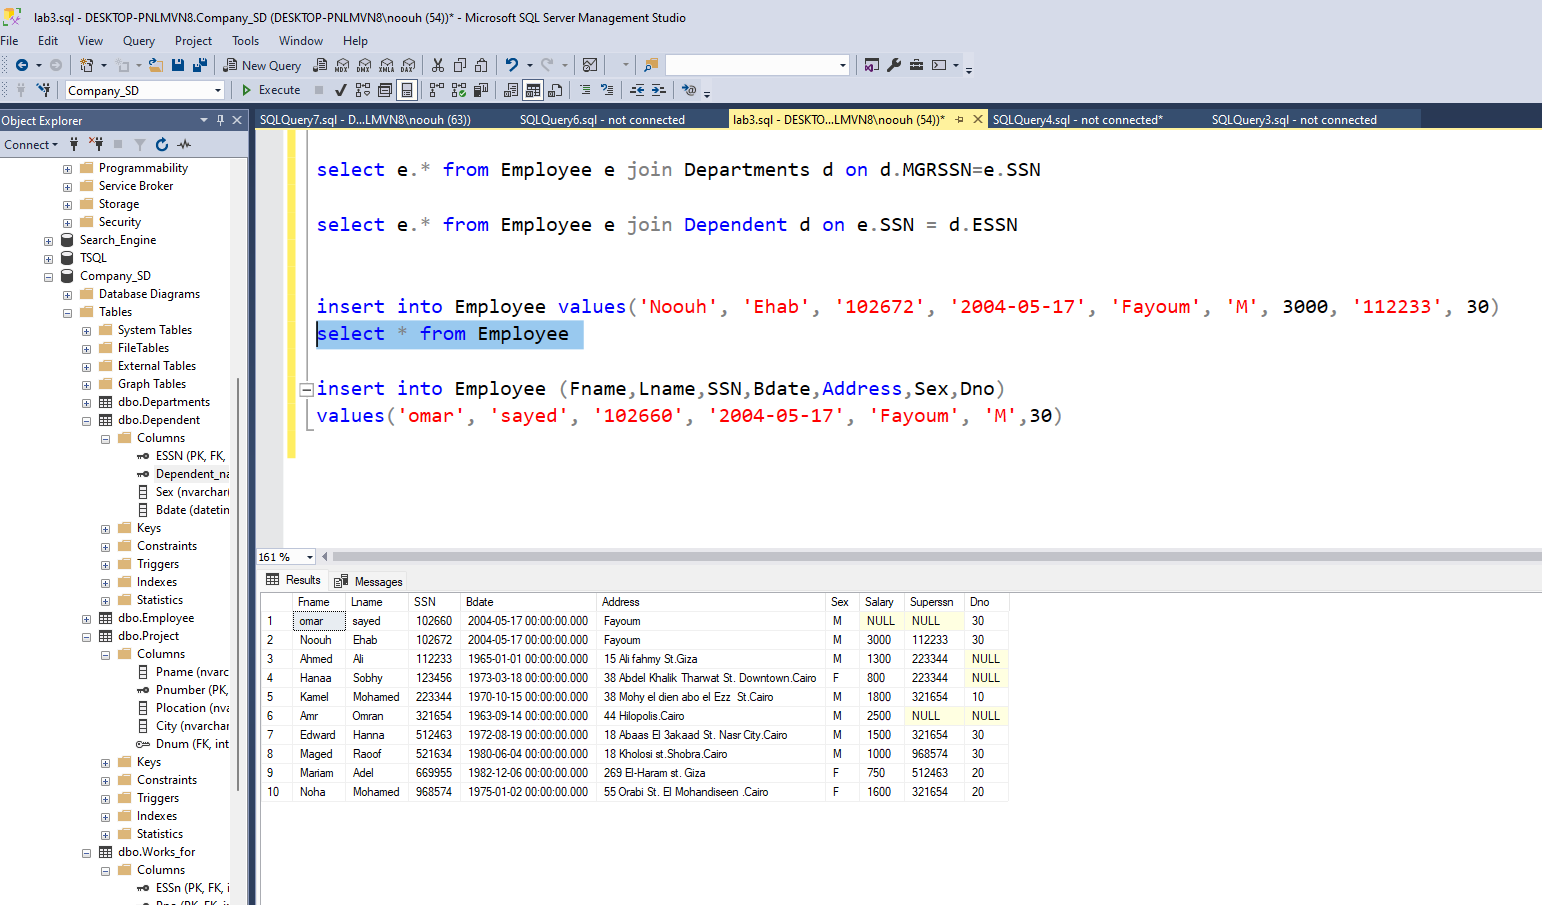 lab3.sql - DESKTOP-PNLMVN8.Company_SD (DESKTOP-PNLMVN8\noouh (54))* - Microsoft SQL Server Management Studio
File Edit View Query Project Tools Window Help
New Query MDX DMX XMLA DAX
Company_SD Execute
Object Explorer
SQLQuery7.sql - D...LMVN8\noouh (63)) SQLQuery6.sql - not connected lab3.sql - DESKTO...LMVN8\noouh (54))* SQLQuery4.sql - not connected* SQLQuery3.sql - not connected
Connect
Programmability
Service Broker
Storage
Security
Search_Engine
TSQL
Company_SD
Database Diagrams
Tables
System Tables
FileTables
External Tables
Graph Tables
dbo.Departments
dbo.Dependent
Columns
ESSN (PK, FK,
Dependent_na
Sex (nvarchar(
Bdate (datetin
Keys
Constraints
Triggers
Indexes
Statistics
dbo.Employee
dbo.Project
Columns
Pname (nvarc
Pnumber (PK,
Plocation (nva
City (nvarchar
Dnum (FK, int
Keys
Constraints
Triggers
Indexes
Statistics
dbo.Works_for
Columns
ESSn (PK, FK, i
select e.* from Employee e join Departments d on d.MGRSSN=e.SSN
select e.* from Employee e join Dependent d on e.SSN = d.ESSN
insert into Employee values('Noouh', 'Ehab', '102672', '2004-05-17', 'Fayoum', 'M', 3000, '112233', 30)
select * from Employee
insert into Employee (Fname,Lname,SSN,Bdate,Address,Sex,Dno)
values('omar', 'sayed', '102660', '2004-05-17', 'Fayoum', 'M',30)
161 %
Results Messages
Fname Lname SSN Bdate Address Sex Salary Superssn Dno
1 omar sayed 102660 2004-05-17 00:00:00.000 Fayoum M NULL NULL 30
2 Noouh Ehab 102672 2004-05-17 00:00:00.000 Fayoum M 3000 112233 30
3 Ahmed Ali 112233 1965-01-01 00:00:00.000 15 Ali fahmy St.Giza M 1300 223344 NULL
4 Hanaa Sobhy 123456 1973-03-18 00:00:00.000 38 Abdel Khalik Tharwat St. Downtown.Cairo F 800 223344 NULL
5 Kamel Mohamed 223344 1970-10-15 00:00:00.000 38 Mohy el dien abo el Ezz St.Cairo M 1800 321654 10
6 Amr Omran 321654 1963-09-14 00:00:00.000 44 Hilopolis.Cairo M 2500 NULL NULL
7 Edward Hanna 512463 1972-08-19 00:00:00.000 18 Abaas El 3akaad St. Nasr City.Cairo M 1500 321654 30
8 Maged Raoof 521634 1980-06-04 00:00:00.000 18 Kholosi st.Shobra.Cairo M 1000 968574 30
9 Mariam Adel 669955 1982-12-06 00:00:00.000 269 El-Haram st. Giza F 750 512463 20
10 Noha Mohamed 968574 1975-01-02 00:00:00.000 55 Orabi St. El Mohandiseen .Cairo F 1600 321654 20